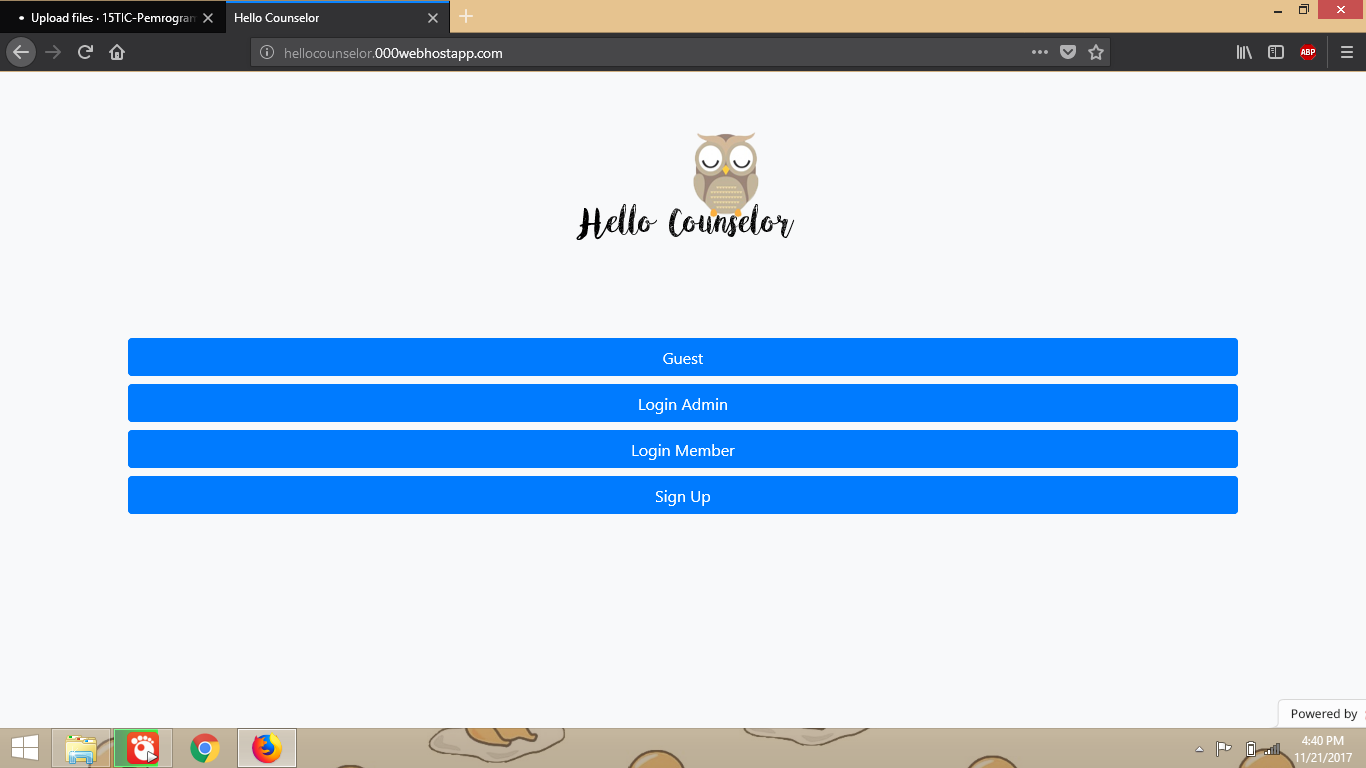 Upload files · 15TIC-Pemrogram
Hello Counselor
hellocounselor.000webhostapp.com
ABP
Hello Counselor
Guest
Login Admin
Login Member
Sign Up
Powered by
4:40 PM
11/21/2017